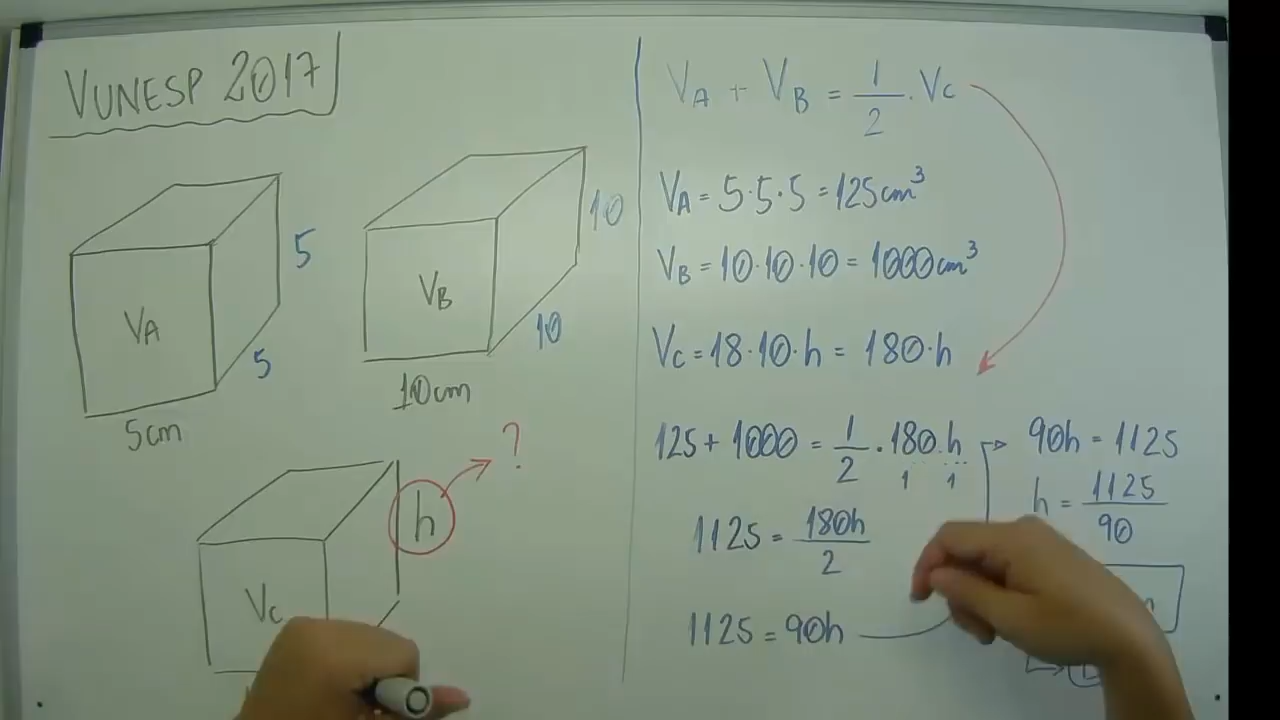 VUNESP 2017
5
VA
5
5cm
10
VB
10
10cm
?
h
Vc
VA + VB = 1/2 . Vc
VA = 5·5·5 = 125cm³
VB = 10·10·10 = 1000cm³
Vc = 18·10·h = 180·h
125 + 1000 = 1/2 . 180.h
1 1
1125 = 180h/2
1125 = 90h
90h = 1125
h = 1125/90